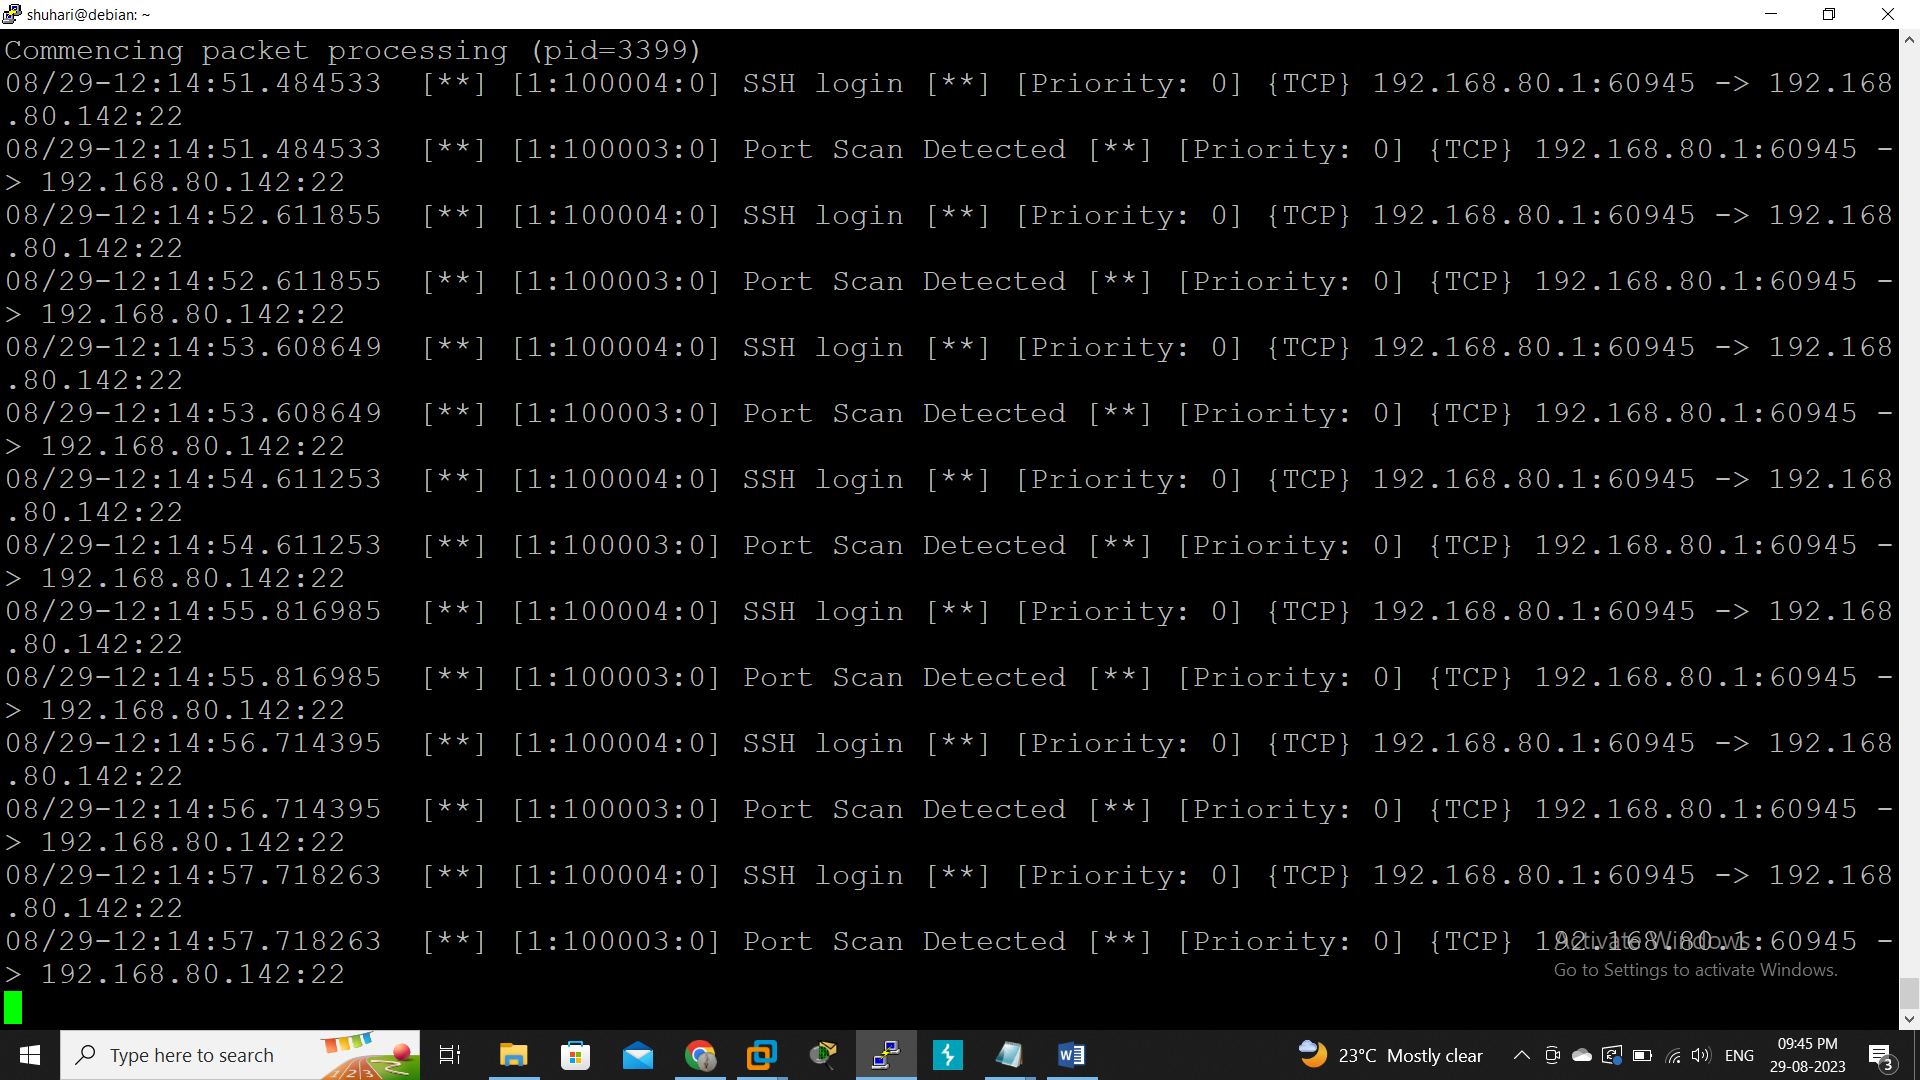 shuhari@debian: ~
Commencing packet processing (pid=3399)
08/29-12:14:51.484533  [**] [1:100004:0] SSH login [**] [Priority: 0] {TCP} 192.168.80.1:60945 -> 192.168
.80.142:22
08/29-12:14:51.484533  [**] [1:100003:0] Port Scan Detected [**] [Priority: 0] {TCP} 192.168.80.1:60945 -
> 192.168.80.142:22
08/29-12:14:52.611855  [**] [1:100004:0] SSH login [**] [Priority: 0] {TCP} 192.168.80.1:60945 -> 192.168
.80.142:22
08/29-12:14:52.611855  [**] [1:100003:0] Port Scan Detected [**] [Priority: 0] {TCP} 192.168.80.1:60945 -
> 192.168.80.142:22
08/29-12:14:53.608649  [**] [1:100004:0] SSH login [**] [Priority: 0] {TCP} 192.168.80.1:60945 -> 192.168
.80.142:22
08/29-12:14:53.608649  [**] [1:100003:0] Port Scan Detected [**] [Priority: 0] {TCP} 192.168.80.1:60945 -
> 192.168.80.142:22
08/29-12:14:54.611253  [**] [1:100004:0] SSH login [**] [Priority: 0] {TCP} 192.168.80.1:60945 -> 192.168
.80.142:22
08/29-12:14:54.611253  [**] [1:100003:0] Port Scan Detected [**] [Priority: 0] {TCP} 192.168.80.1:60945 -
> 192.168.80.142:22
08/29-12:14:55.816985  [**] [1:100004:0] SSH login [**] [Priority: 0] {TCP} 192.168.80.1:60945 -> 192.168
.80.142:22
08/29-12:14:55.816985  [**] [1:100003:0] Port Scan Detected [**] [Priority: 0] {TCP} 192.168.80.1:60945 -
> 192.168.80.142:22
08/29-12:14:56.714395  [**] [1:100004:0] SSH login [**] [Priority: 0] {TCP} 192.168.80.1:60945 -> 192.168
.80.142:22
08/29-12:14:56.714395  [**] [1:100003:0] Port Scan Detected [**] [Priority: 0] {TCP} 192.168.80.1:60945 -
> 192.168.80.142:22
08/29-12:14:57.718263  [**] [1:100004:0] SSH login [**] [Priority: 0] {TCP} 192.168.80.1:60945 -> 192.168
.80.142:22
08/29-12:14:57.718263  [**] [1:100003:0] Port Scan Detected [**] [Priority: 0] {TCP} 192.168.80.1:60945 -
> 192.168.80.142:22
Activate Windows
Go to Settings to activate Windows.
Type here to search
1 2 3
23°C Mostly clear
ENG
09:45 PM
29-08-2023
3